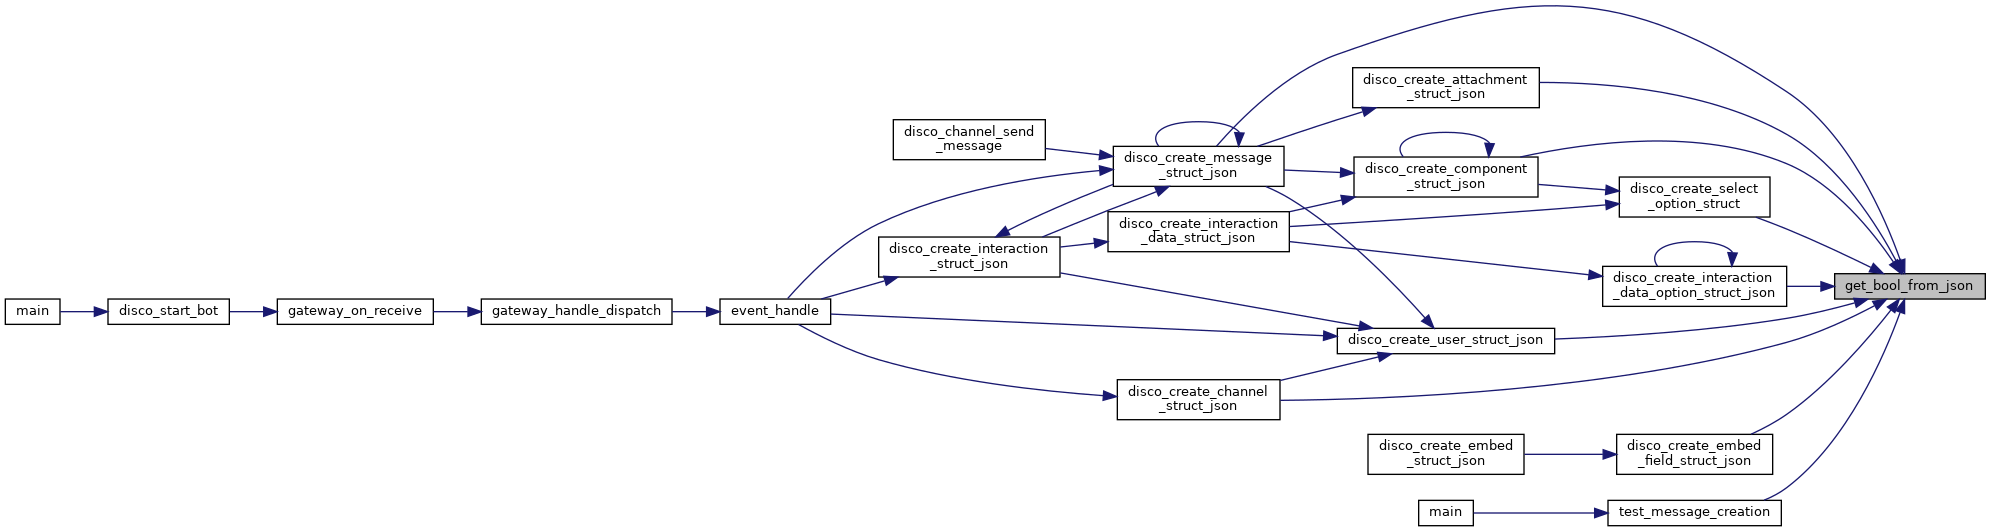 main
disco_start_bot
gateway_on_receive
gateway_handle_dispatch
event_handle
disco_channel_send
_message
disco_create_interaction
_struct_json
disco_create_message
_struct_json
disco_create_interaction
_data_struct_json
disco_create_channel
_struct_json
disco_create_attachment
_struct_json
disco_create_component
_struct_json
disco_create_user_struct_json
disco_create_embed
_struct_json
main
disco_create_select
_option_struct
disco_create_interaction
_data_option_struct_json
disco_create_embed
_field_struct_json
test_message_creation
get_bool_from_json